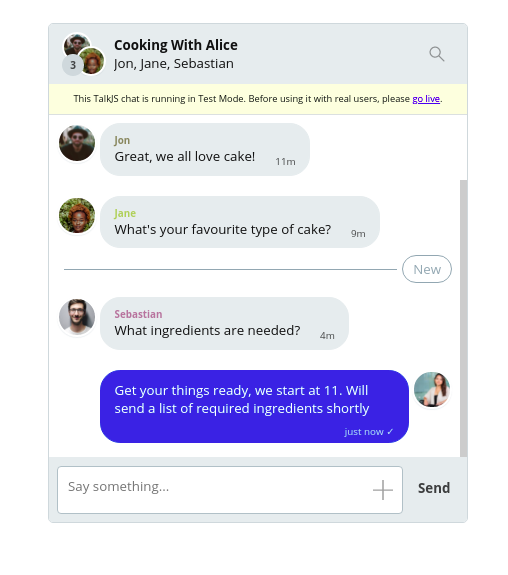 Cooking With Alice
Jon, Jane, Sebastian
3
This TalkJS chat is running in Test Mode. Before using it with real users, please go live.
Jon
Great, we all love cake!
11m
Jane
What's your favourite type of cake?
9m
New
Sebastian
What ingredients are needed?
4m
Get your things ready, we start at 11. Will
send a list of required ingredients shortly
just now ✓
Say something...
Send